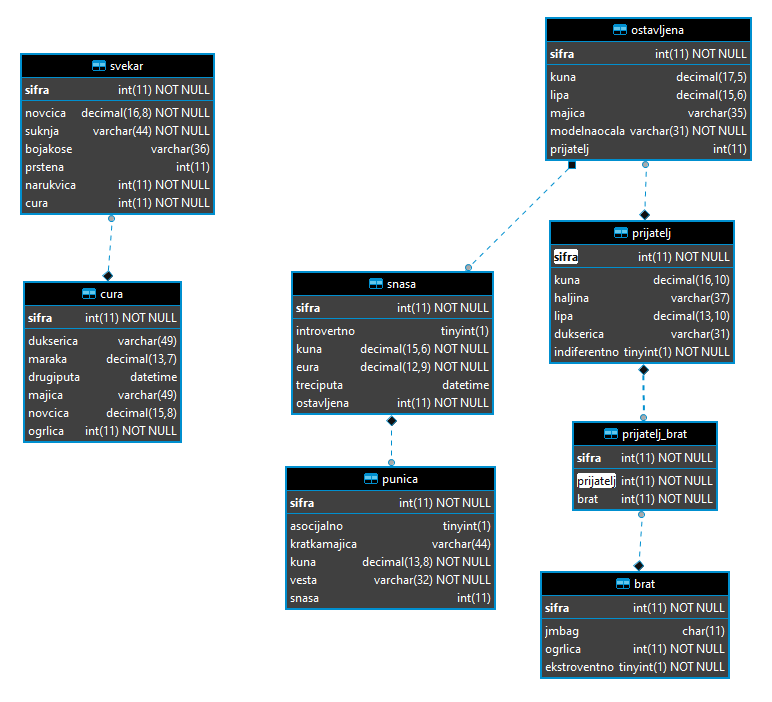 svekar
sifra int(11) NOT NULL
novcica decimal(16,8) NOT NULL
suknja varchar(44) NOT NULL
bojakose varchar(36)
prstena int(11)
narukvica int(11) NOT NULL
cura int(11) NOT NULL
cura
sifra int(11) NOT NULL
dukserica varchar(49)
maraka decimal(13,7)
drugiputa datetime
majica varchar(49)
novcica decimal(15,8)
ogrlica int(11) NOT NULL
snasa
sifra int(11) NOT NULL
introvertno tinyint(1)
kuna decimal(15,6) NOT NULL
eura decimal(12,9) NOT NULL
treciputa datetime
ostavljena int(11) NOT NULL
punica
sifra int(11) NOT NULL
asocijalno tinyint(1)
kratkamajica varchar(44)
kuna decimal(13,8) NOT NULL
vesta varchar(32) NOT NULL
snasa int(11)
ostavljena
sifra int(11) NOT NULL
kuna decimal(17,5)
lipa decimal(15,6)
majica varchar(35)
modelnaocala varchar(31) NOT NULL
prijatelj int(11)
prijatelj
sifra int(11) NOT NULL
kuna decimal(16,10)
haljina varchar(37)
lipa decimal(13,10)
dukserica varchar(31)
indiferentno tinyint(1) NOT NULL
prijatelj_brat
sifra int(11) NOT NULL
prijatelj int(11) NOT NULL
brat int(11) NOT NULL
brat
sifra int(11) NOT NULL
jmbag char(11)
ogrlica int(11) NOT NULL
ekstroventno tinyint(1) NOT NULL